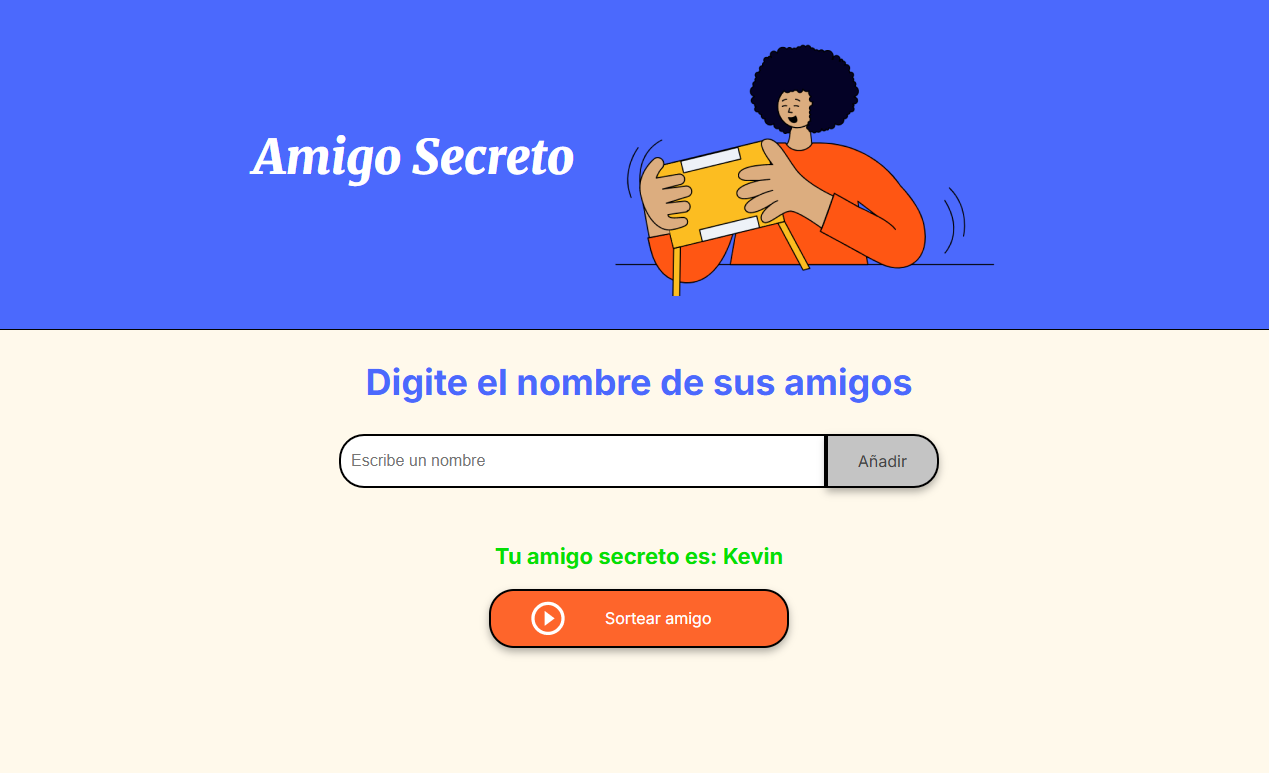 Amigo Secreto
Digite el nombre de sus amigos
Escribe un nombre
Añadir
Tu amigo secreto es: Kevin
Sortear amigo